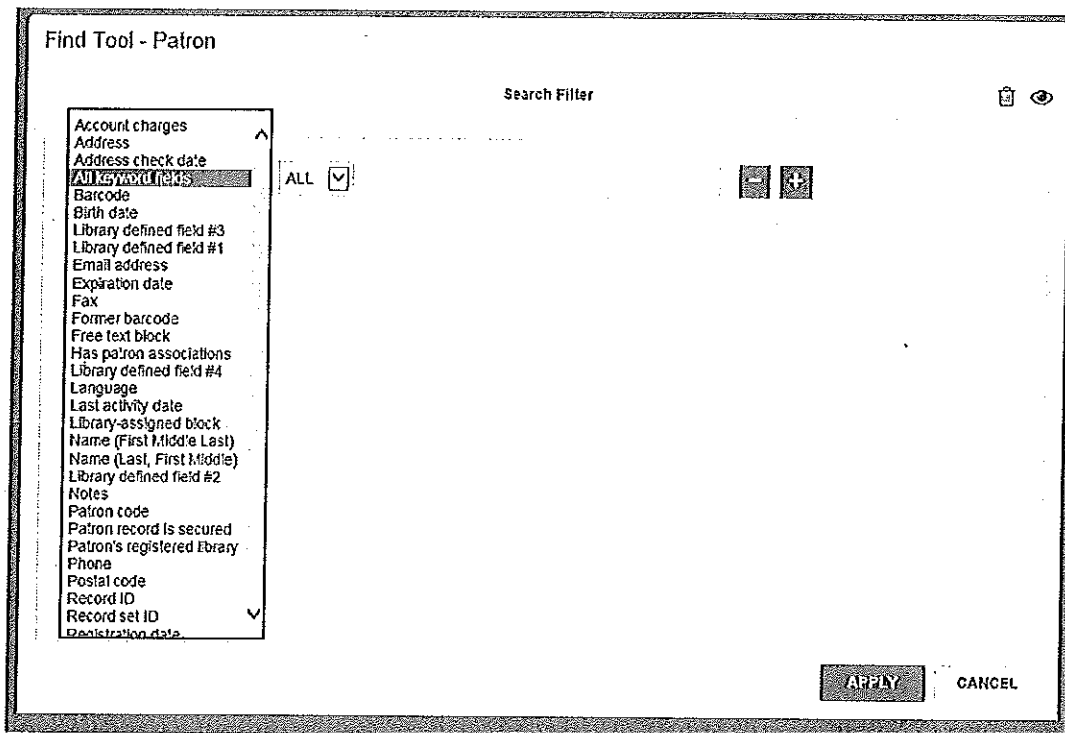 Find Tool - Patron
Search Filter
Account charges
Address
Address check date
All keyword fields
ALL
Barcode
Birth date
Library defined field #3
Library defined field #1
Email address
Expiration date
Fax
Former barcode
Free text block
Has patron associations
Library defined field #4
Language
Last activity date
Library-assigned block
Name (First Middle Last)
Name (Last, First Middle)
Library defined field #2
Notes
Patron code
Patron record is secured
Patron's registered library
Phone
Postal code
Record ID
Record set ID
Registration date
APPLY
CANCEL